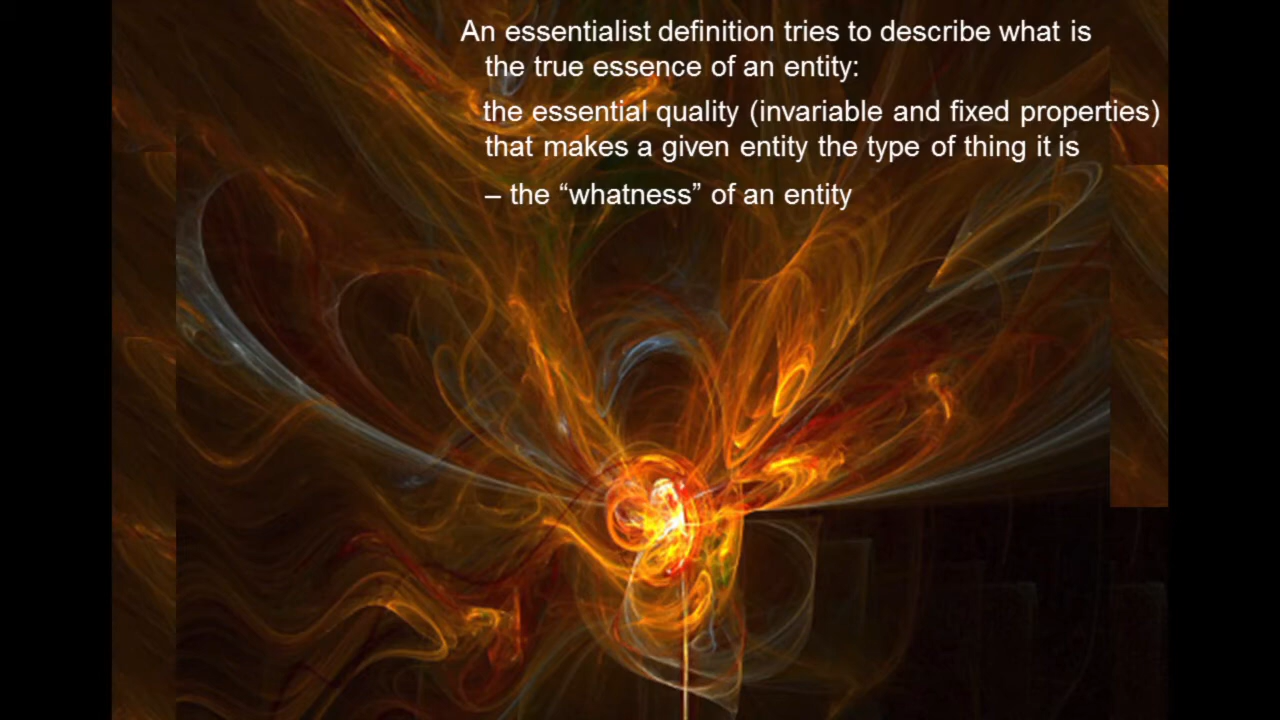 An essentialist definition tries to describe what is
the true essence of an entity:
the essential quality (invariable and fixed properties)
that makes a given entity the type of thing it is
– the “whatness” of an entity